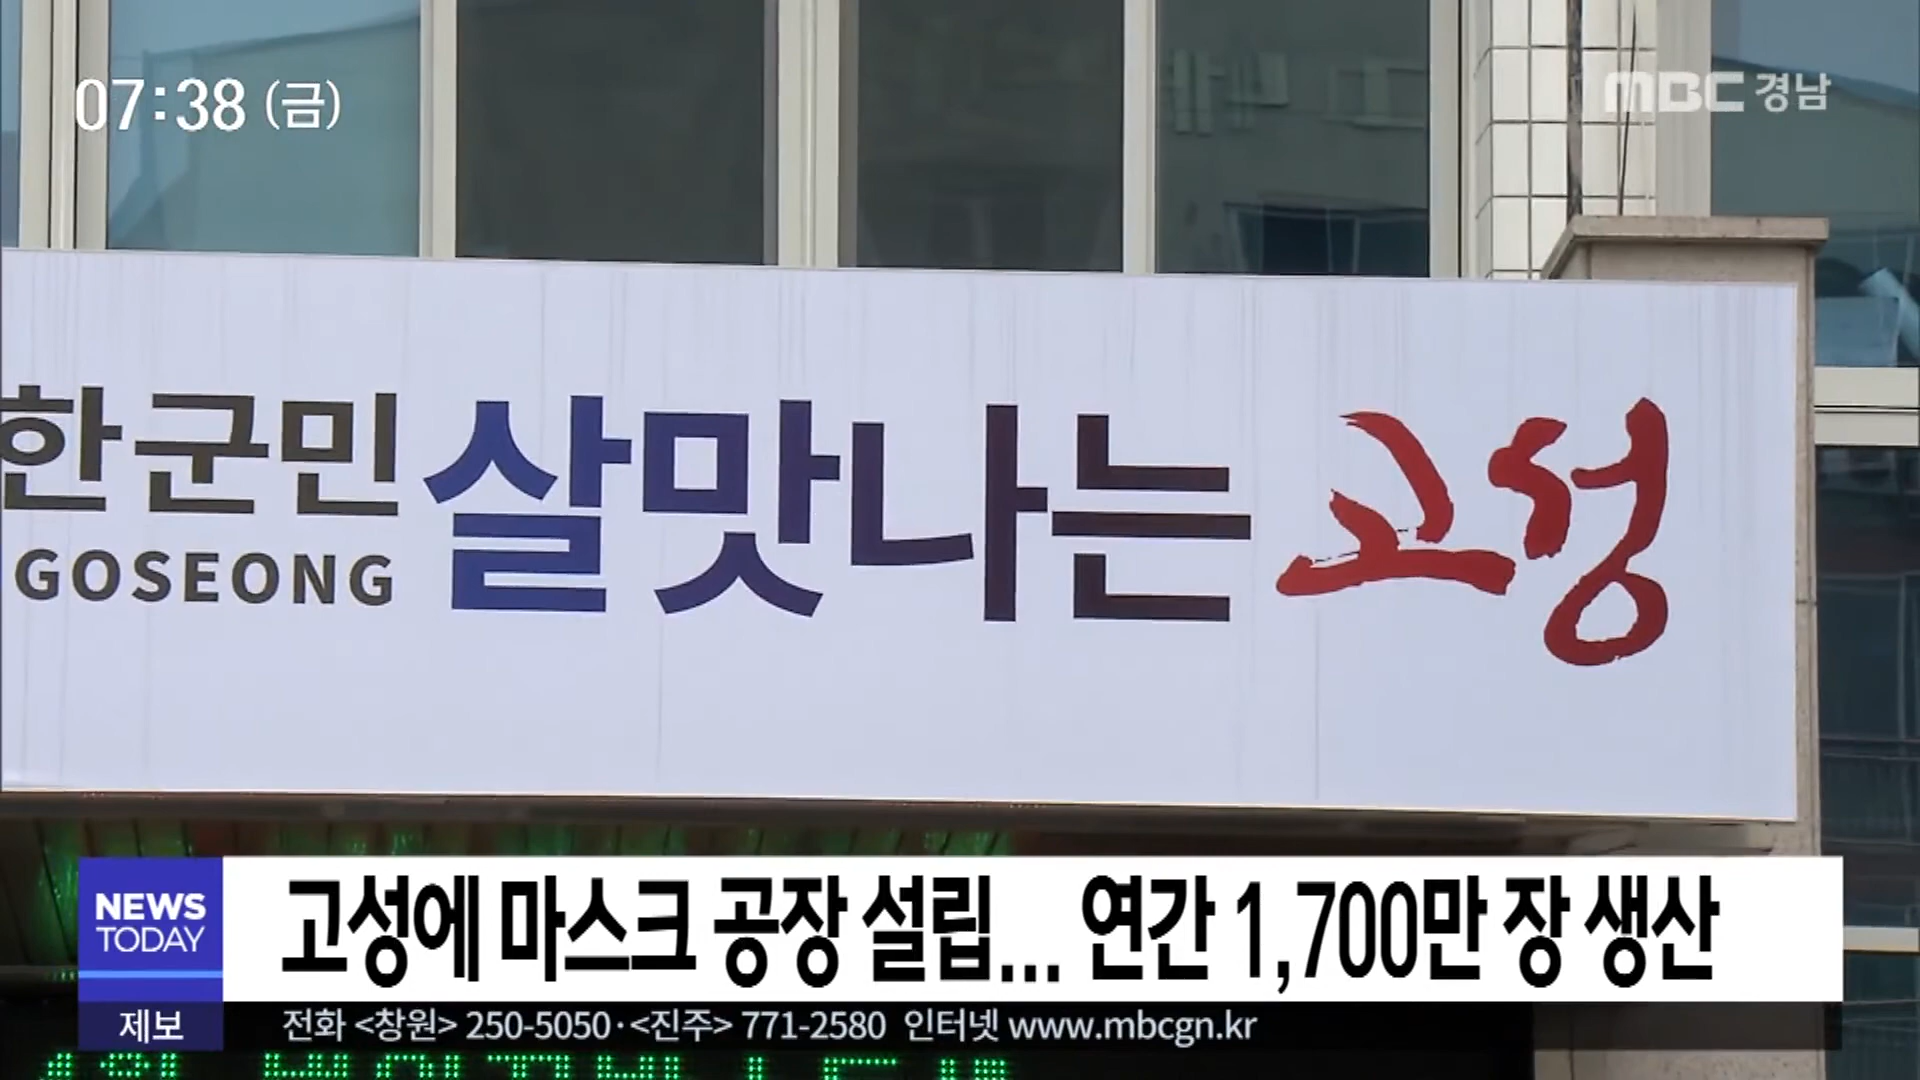 07:38 (금)
MBC 경남
한군민 살맛나는 고성
GOSEONG
NEWS TODAY
고성에 마스크 공장 설립... 연간 1,700만 장 생산
제보 전화 <창원> 250-5050·<진주> 771-2580 인터넷 www.mbcgn.kr